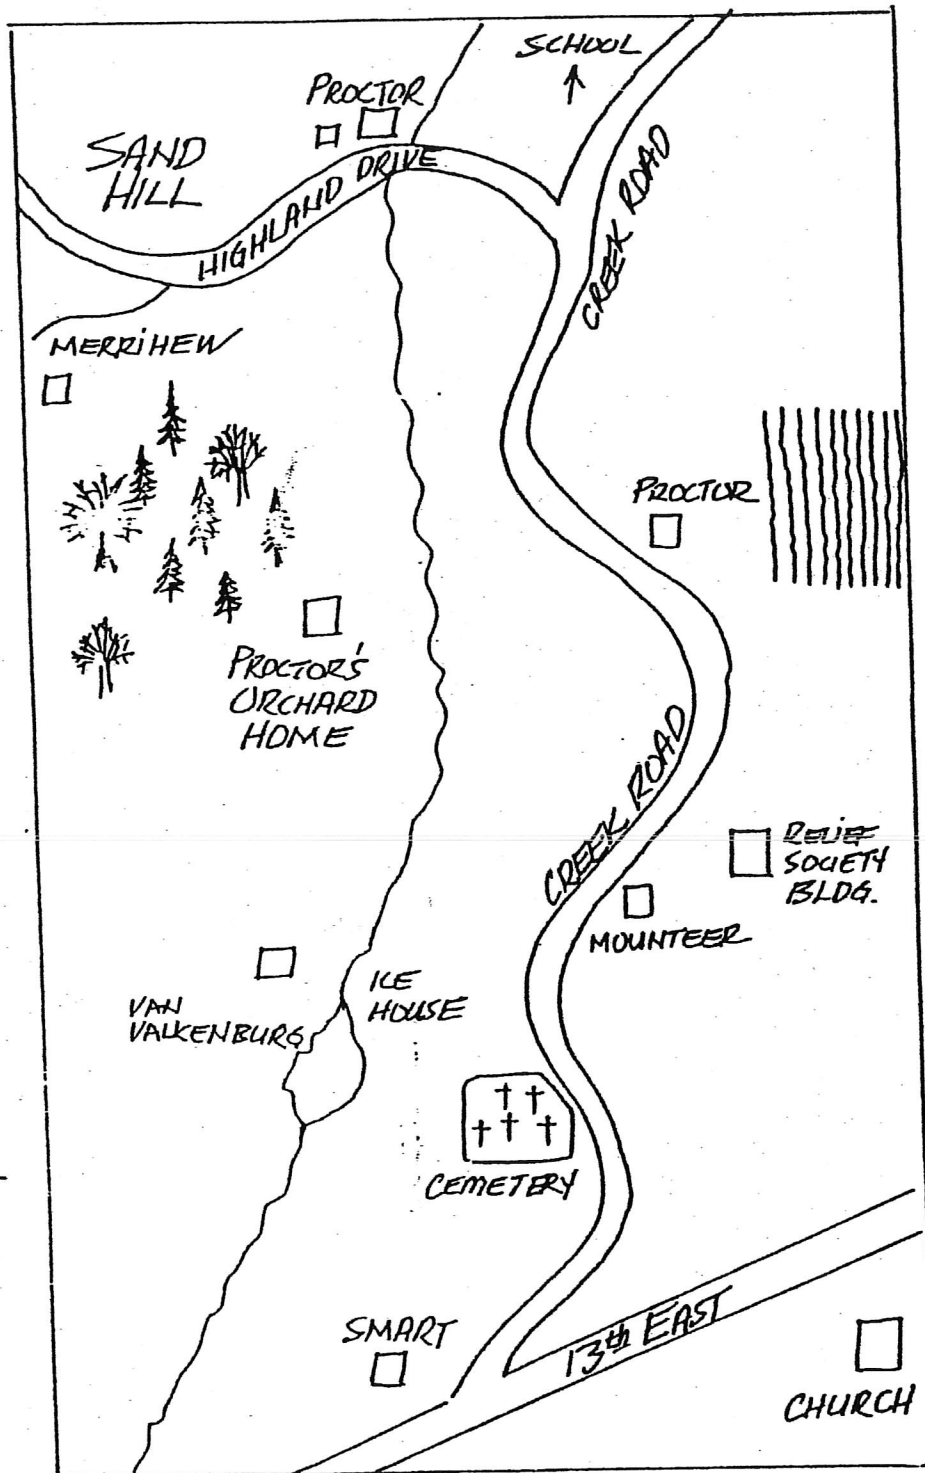 SCHOOL
PROCTOR
SAND
HILL
HIGHLAND DRIVE
CREEK ROAD
MERRiHEW
PROCTOR
PROCTOR'S
ORCHARD
HOME
CREEK ROAD
RELIEF
SOCIETY
BLDG.
MOUNTEER
ICE
HOUSE
VAN
VALKENBURG
CEMETERY
SMART
13th EAST
CHURCH